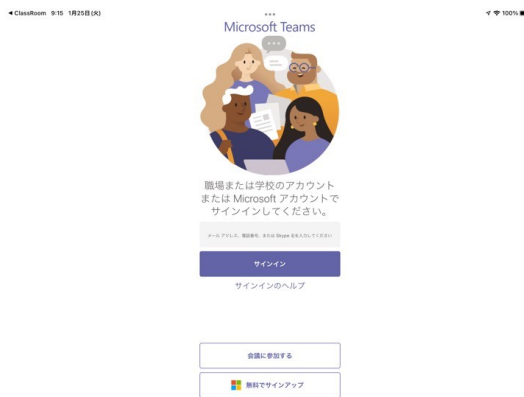 ◀ ClassRoom 9:15 1月25日(火) 100%
Microsoft Teams
職場または学校のアカウント
または Microsoft アカウントで
サインインしてください。
メール アドレス、電話番号、または Skype 名を入力してください
サインイン
サインインのヘルプ
会議に参加する
無料でサインアップ